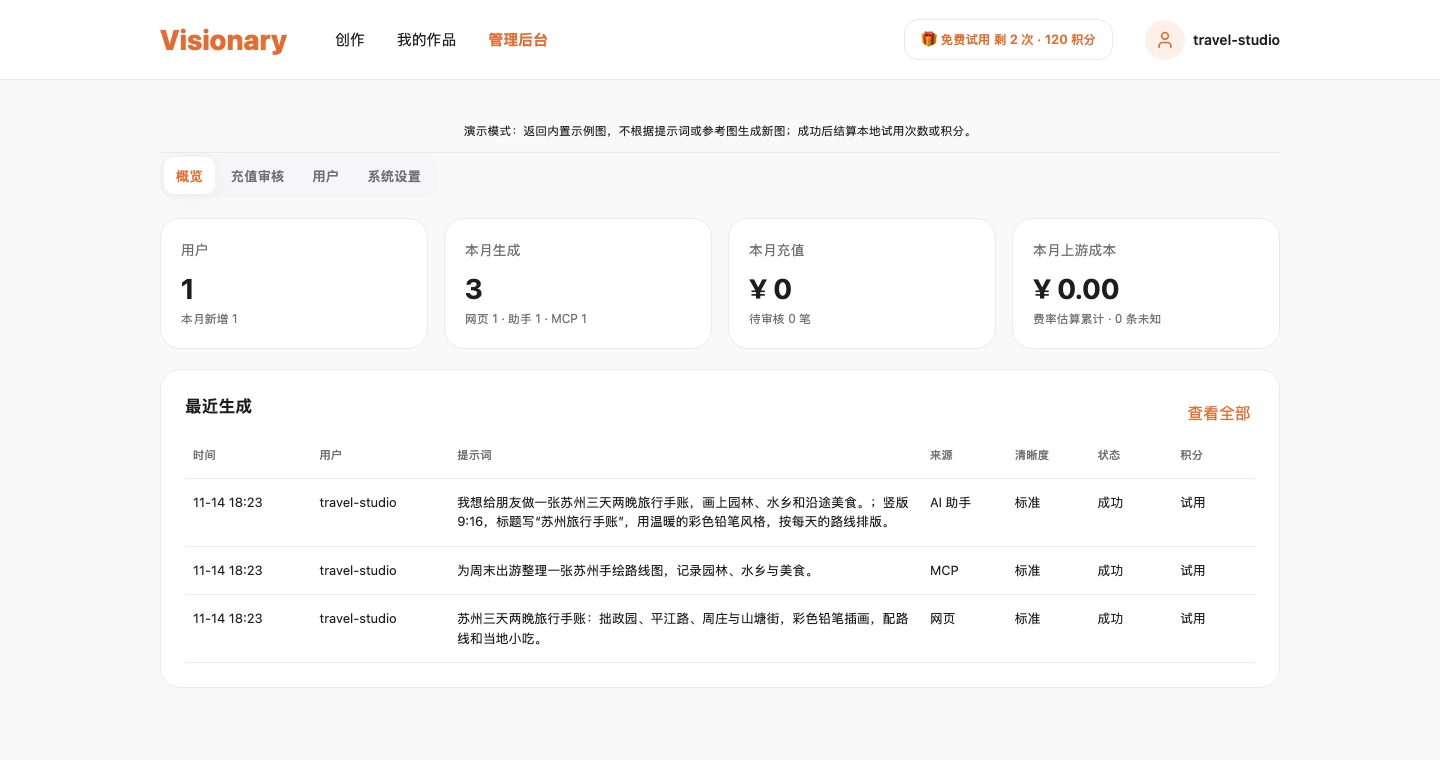 Visionary
创作
我的作品
管理后台
🎁 免费试用 剩 2 次 · 120 积分
travel-studio
演示模式：返回内置示例图，不根据提示词或参考图生成新图；成功后结算本地试用次数或积分。
概览
充值审核
用户
系统设置
用户
1
本月新增 1
本月生成
3
网页 1 · 助手 1 · MCP 1
本月充值
¥ 0
待审核 0 笔
本月上游成本
¥ 0.00
费率估算累计 · 0 条未知
最近生成
查看全部
时间 用户 提示词 来源 清晰度 状态 积分
11-14 18:23 travel-studio 我想给朋友做一张苏州三天两晚旅行手账，画上园林、水乡和沿途美食。；竖版 AI 助手 标准 成功 试用
9:16，标题写“苏州旅行手账”，用温暖的彩色铅笔风格，按每天的路线排版。
11-14 18:23 travel-studio 为周末出游整理一张苏州手绘路线图，记录园林、水乡与美食。 MCP 标准 成功 试用
11-14 18:23 travel-studio 苏州三天两晚旅行手账：拙政园、平江路、周庄与山塘街，彩色铅笔插画，配路 网页 标准 成功 试用
线和当地小吃。